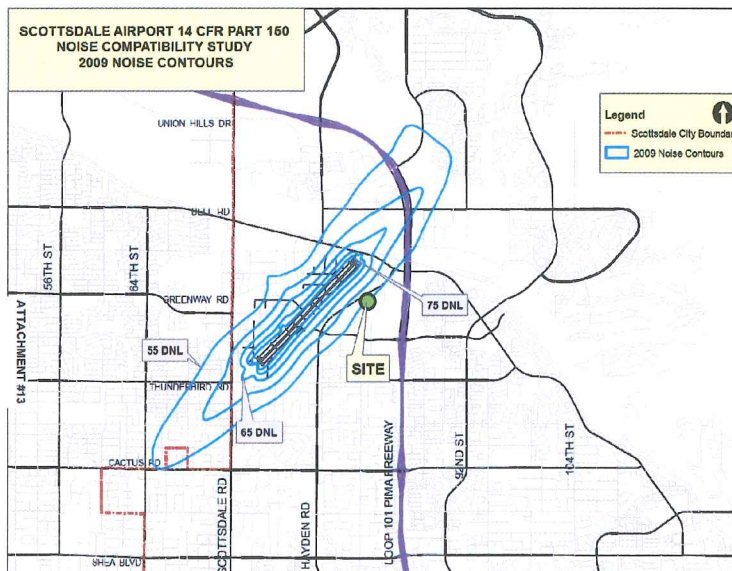 SCOTTSDALE AIRPORT 14 CFR PART 150
NOISE COMPATIBILITY STUDY
2009 NOISE CONTOURS
Legend
Scottsdale City Boundar
2009 Noise Contours
UNION HILLS DR
BELL RD
56TH ST
64TH ST
GREENWAY RD
75 DNL
ATTACHMENT #13
55 DNL
SITE
THUNDERBIRD RD
65 DNL
CACTUS RD
SCOTTSDALE RD
HAYDEN RD
LOOP 101 PIMA FREEWAY
92ND ST
104TH ST
SHEA BLVD